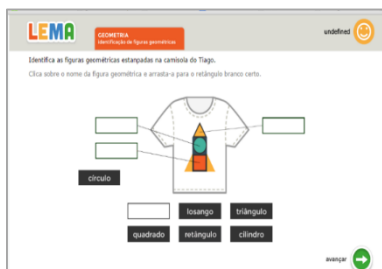 LEMA
GEOMETRIA
Identificação de figuras geométricas
undefined
Identifica as figuras geométricas estanpadas na camisola do Tiago.
Clica sobre o nome da figura geométrica e arrasta-o para o retângulo branco certo.
círculo
losango
triângulo
quadrado
retângulo
cilindro
avançar